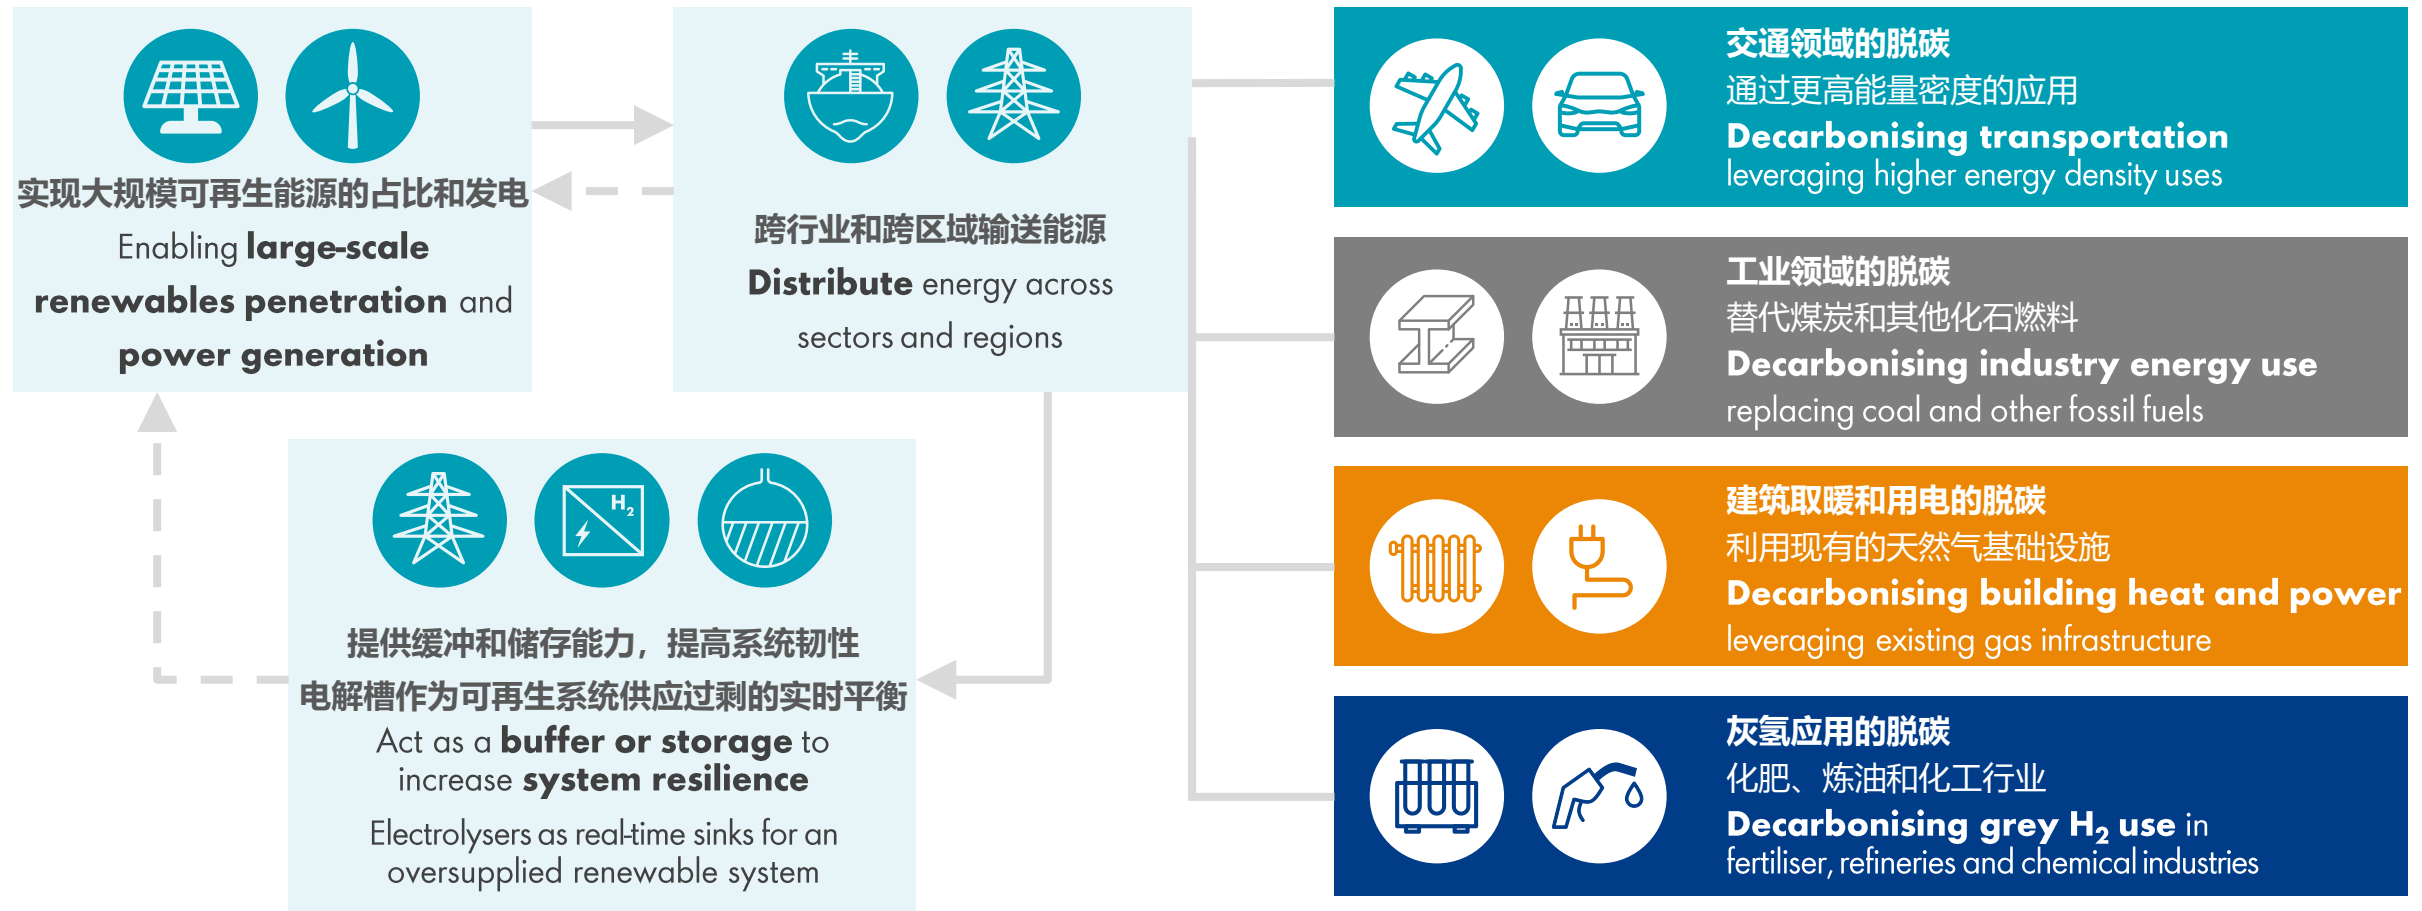 实现大规模可再生能源的占比和发电
Enabling large-scale
renewables penetration and
power generation
跨行业和跨区域输送能源
Distribute energy across
sectors and regions
H2
提供缓冲和储存能力，提高系统韧性
电解槽作为可再生系统供应过剩的实时平衡
Act as a buffer or storage to
increase system resilience
Electrolysers as real-time sinks for an
oversupplied renewable system
交通领域的脱碳
通过更高能量密度的应用
Decarbonising transportation
leveraging higher energy density uses
工业领域的脱碳
替代煤炭和其他化石燃料
Decarbonising industry energy use
replacing coal and other fossil fuels
建筑取暖和用电的脱碳
利用现有的天然气基础设施
Decarbonising building heat and power
leveraging existing gas infrastructure
灰氢应用的脱碳
化肥、炼油和化工行业
Decarbonising grey H2 use in
fertiliser, refineries and chemical industries